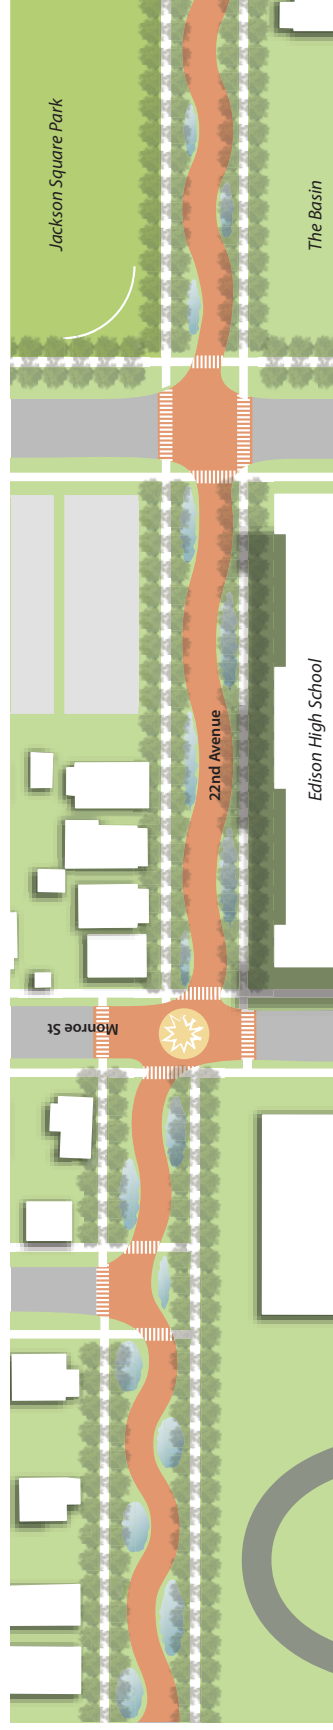 Jackson Square Park
The Basin
22nd Avenue
Edison High School
Monroe St